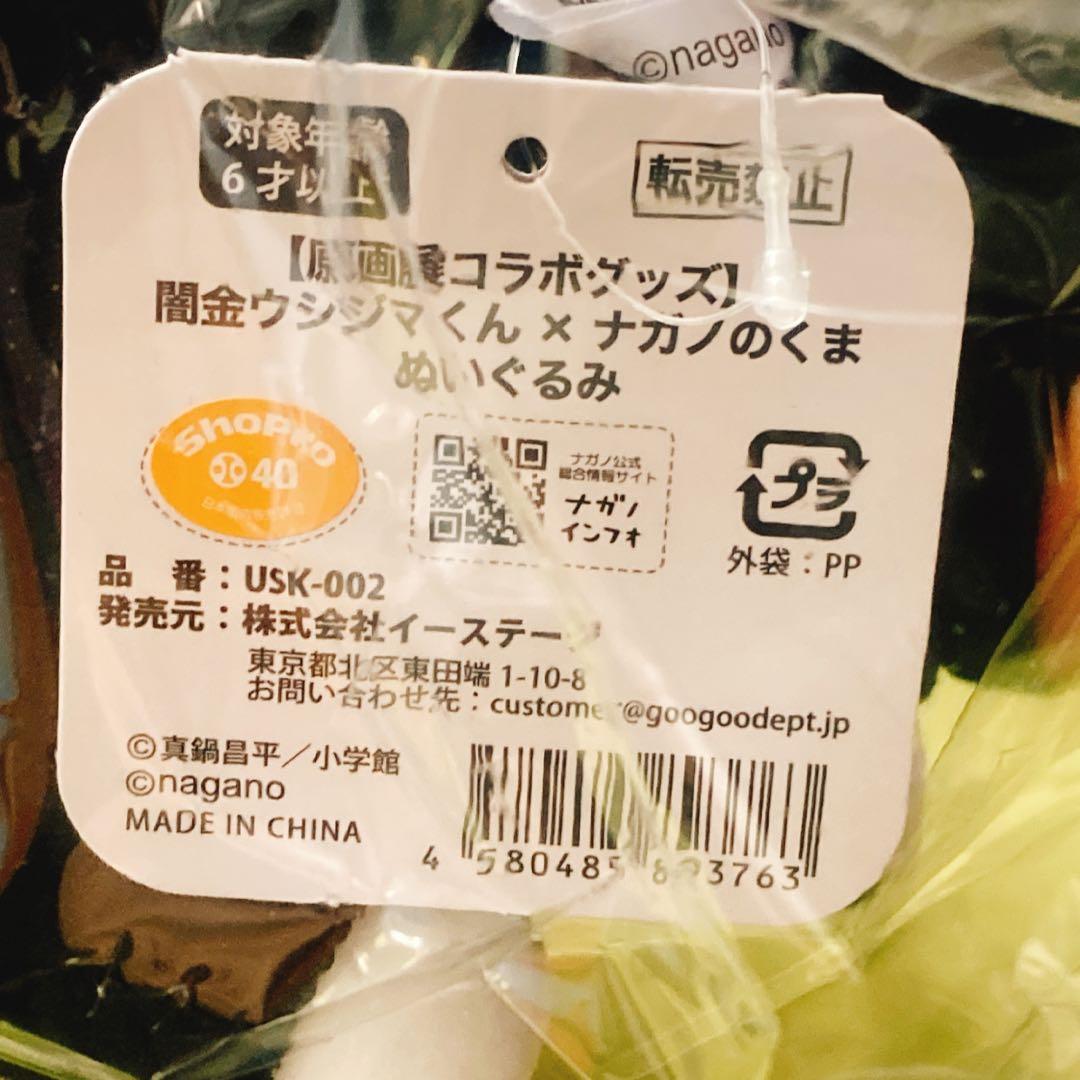 ©nagano
対象年齢
6才以上
転売禁止
【原画展コラボグッズ】
闇金ウシジマくん×ナガノのくま
ぬいぐるみ
ShoPro
小 40
ナガノ公式
総合情報サイト
ナガノ
インフォ
プラ
外袋：PP
品 番：USK-002
発売元：株式会社イーステージ
東京都北区東田端 1-10-8
お問い合わせ先：customer@googoodept.jp
©真鍋昌平／小学館
©nagano
MADE IN CHINA